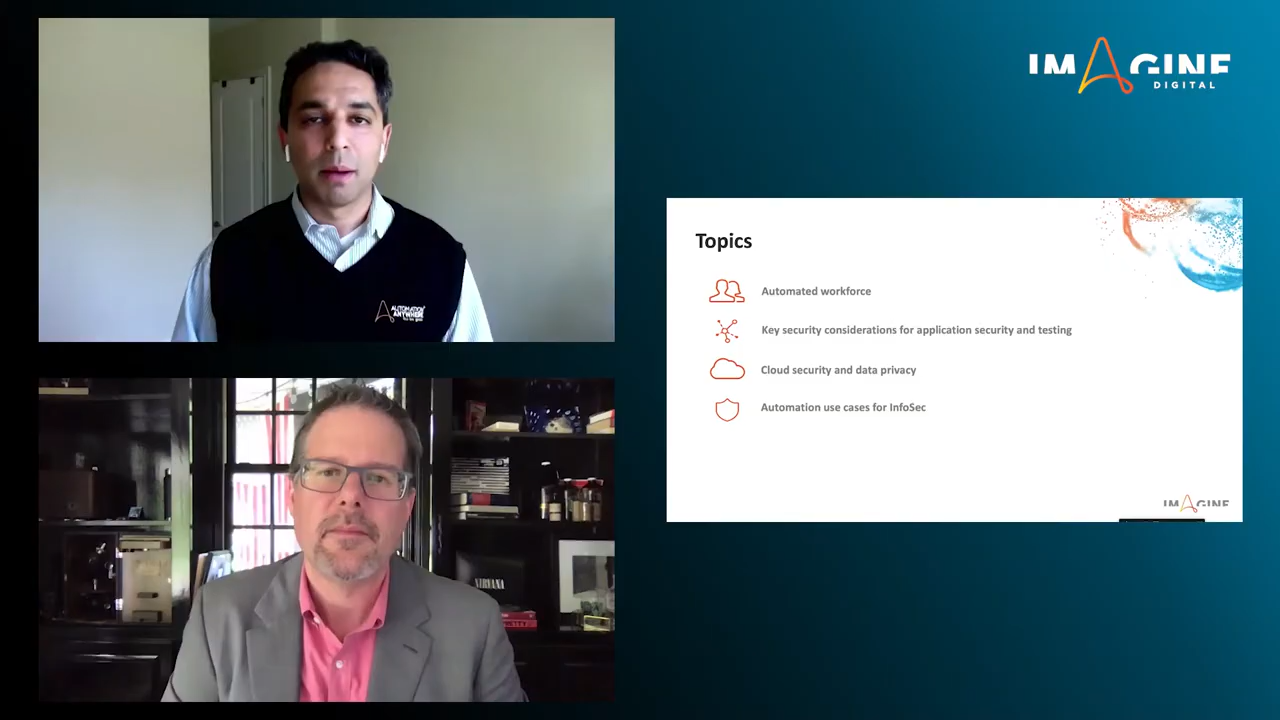 IMAGINE
DIGITAL
Topics
Automated workforce
Key security considerations for application security and testing
Cloud security and data privacy
Automation use cases for InfoSec
IMAGINE
AUTOMATION
ANYWHERE
NIRVANA